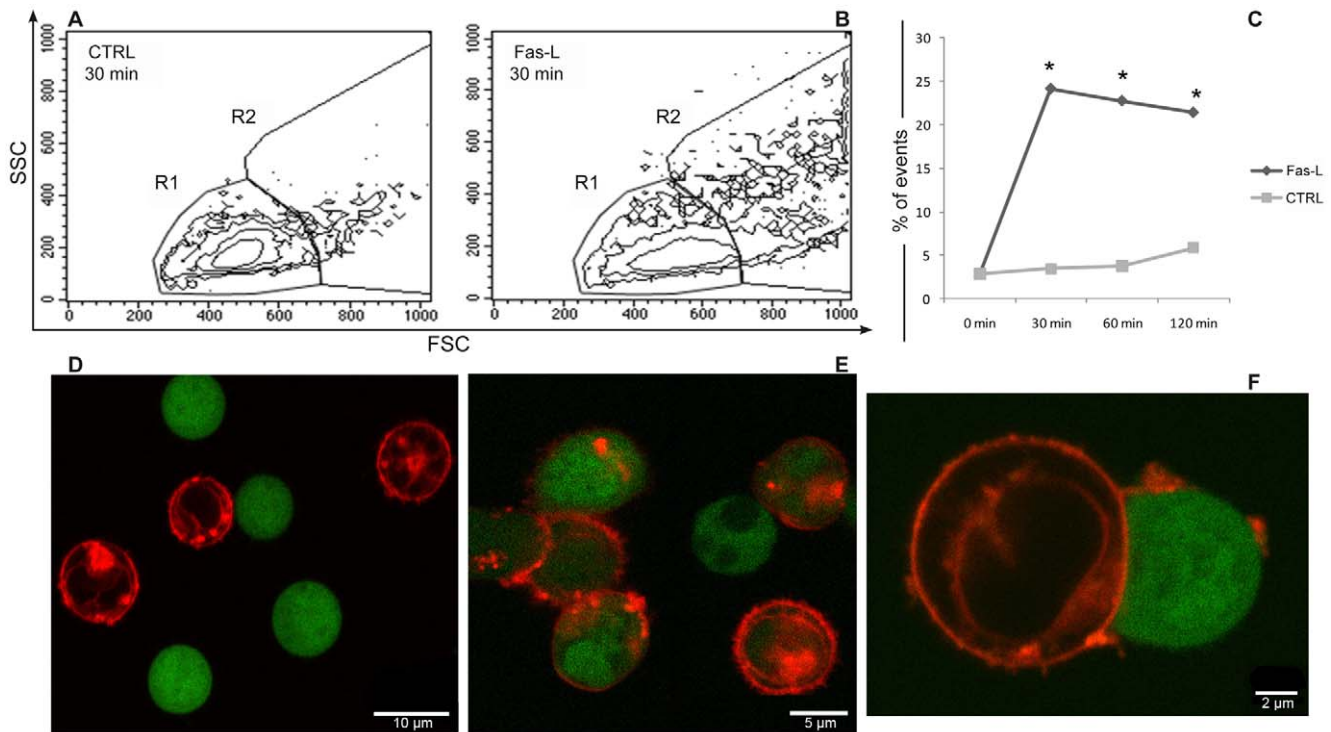 A
CTRL
30 min
R2
R1
1000
800
600
400
200
0
0 200 400 600 800 1000
SSC
B
Fas-L
30 min
R2
R1
1000
800
600
400
200
0
0 200 400 600 800 1000
FSC
C
30
25
20
15
10
5
0
% of events
* * *
0 min 30 min 60 min 120 min
Fas-L
CTRL
D
10 µm
E
5 µm
F
2 µm